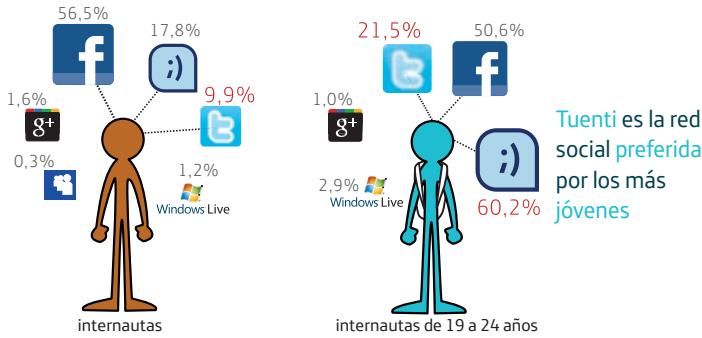 56,5%
17,8%
f
;)
1,6%
9,9%
g+
t
0,3%
1,2%
Windows Live
internautas
21,5%
50,6%
t
f
1,0%
g+
;)
2,9%
Windows Live
60,2%
internautas de 19 a 24 años
Tuenti es la red
social preferida
por los más
jóvenes